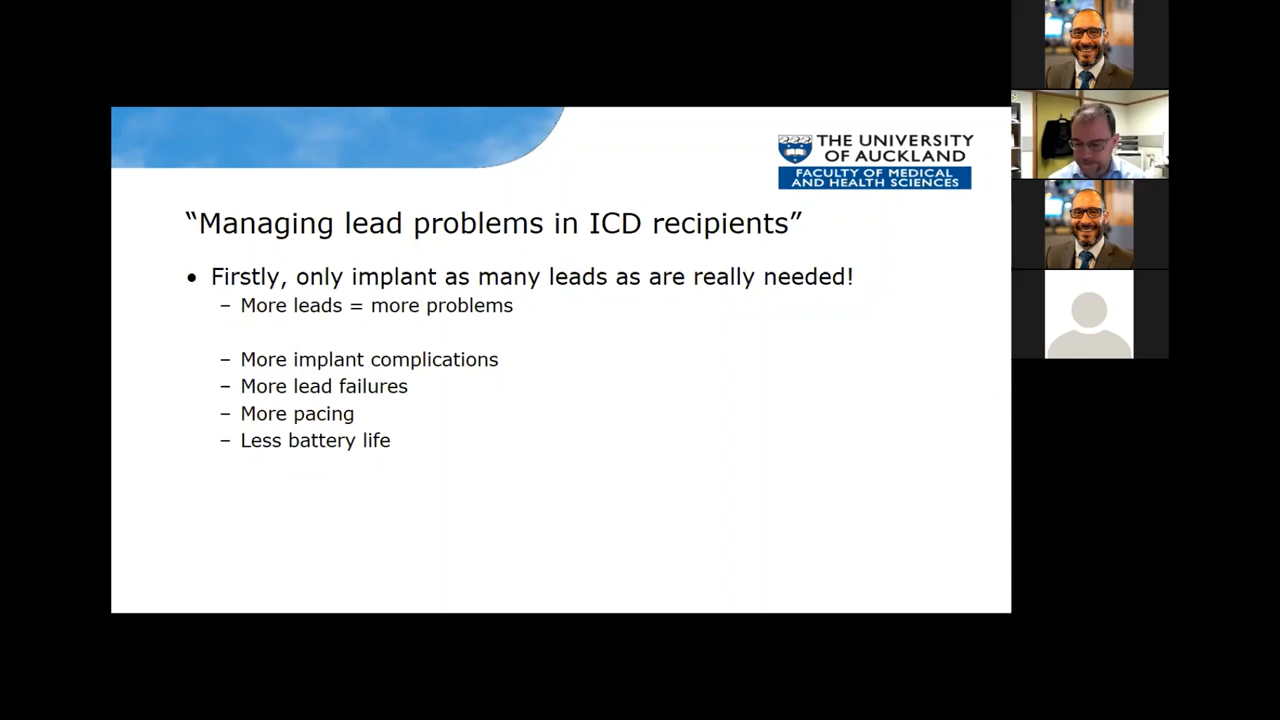 THE UNIVERSITY
OF AUCKLAND
FACULTY OF MEDICAL
AND HEALTH SCIENCES
“Managing lead problems in ICD recipients”
• Firstly, only implant as many leads as are really needed!
– More leads = more problems
– More implant complications
– More lead failures
– More pacing
– Less battery life